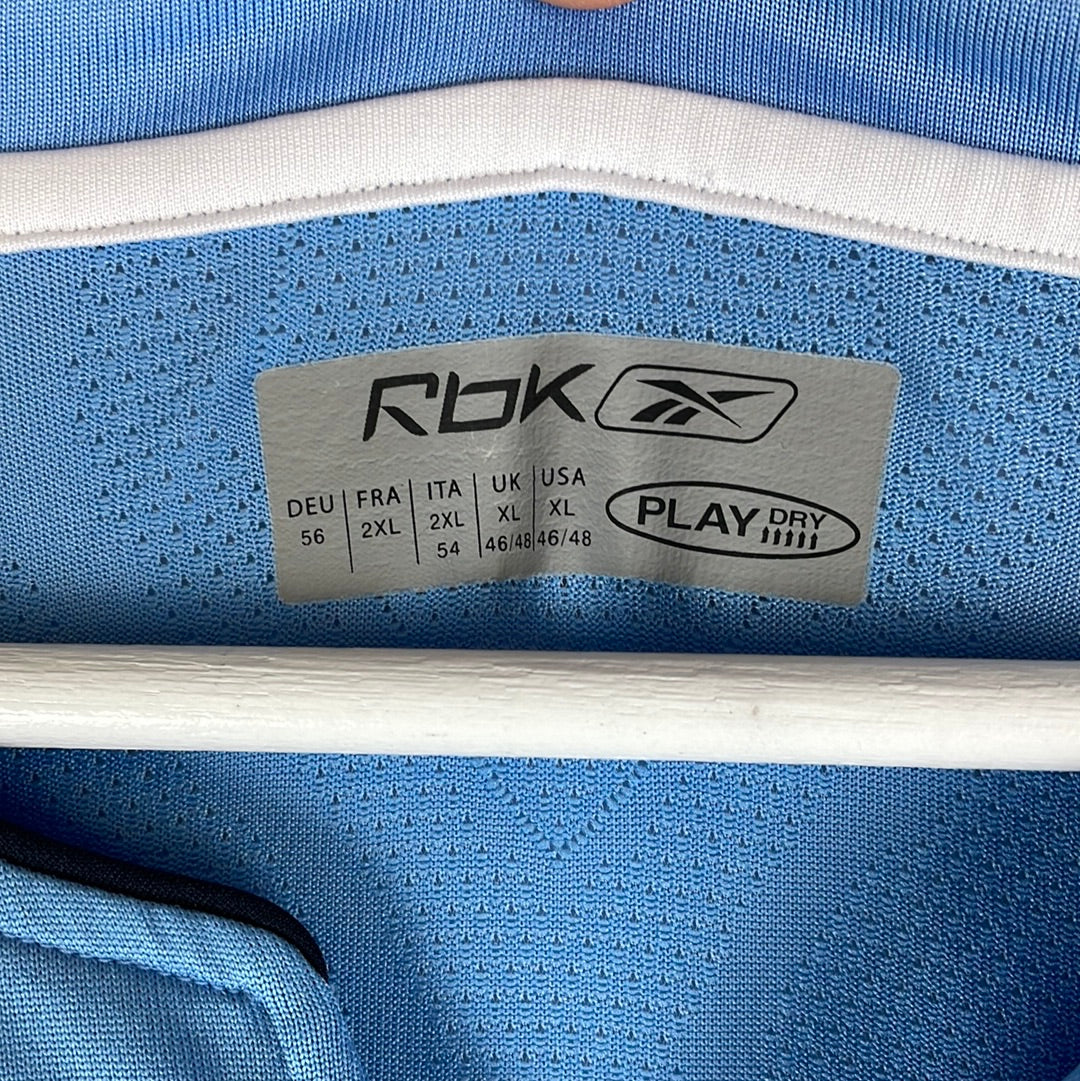 RbK
DEU FRA ITA UK USA
56 2XL 2XL XL XL
54 46/48 46/48
PLAY DRY